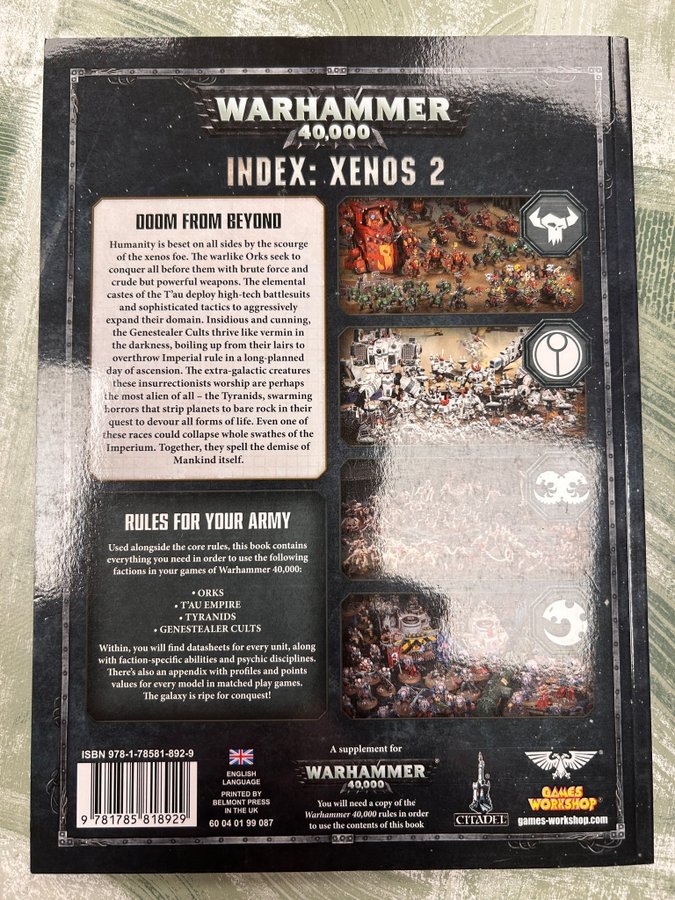 WARHAMMER
40,000
INDEX: XENOS 2
DOOM FROM BEYOND
Humanity is beset on all sides by the scourge
of the xenos foe. The warlike Orks seek to
conquer all before them with brute force and
crude but powerful weapons. The elemental
castes of the T'au deploy high-tech battlesuits
and sophisticated tactics to aggressively
expand their domain. Insidious and cunning,
the Genestealer Cults thrive like vermin in
the darkness, boiling up from their lairs to
overthrow Imperial rule in a long-planned
day of ascension. The extra-galactic creatures
these insurrectionists worship are perhaps
the most alien of all – the Tyranids, swarming
horrors that strip planets to bare rock in their
quest to devour all forms of life. Even one of
these races could collapse whole swathes of the
Imperium. Together, they spell the demise of
Mankind itself.
RULES FOR YOUR ARMY
Used alongside the core rules, this book contains
everything you need in order to use the following
factions in your games of Warhammer 40,000:
• ORKS
• T'AU EMPIRE
• TYRANIDS
• GENESTEALER CULTS
Within, you will find datasheets for every unit, along
with faction-specific abilities and psychic disciplines.
There's also an appendix with profiles and points
values for every model in matched play games.
The galaxy is ripe for conquest!
ISBN 978-1-78581-892-9
9 781785 818929
ENGLISH
LANGUAGE
PRINTED BY
BELMONT PRESS
IN THE UK
60 04 01 99 087
A supplement for
WARHAMMER
40,000
You will need a copy of the
Warhammer 40,000 rules in order
to use the contents of this book
CITADEL
GAMES
WORKSHOP
games-workshop.com